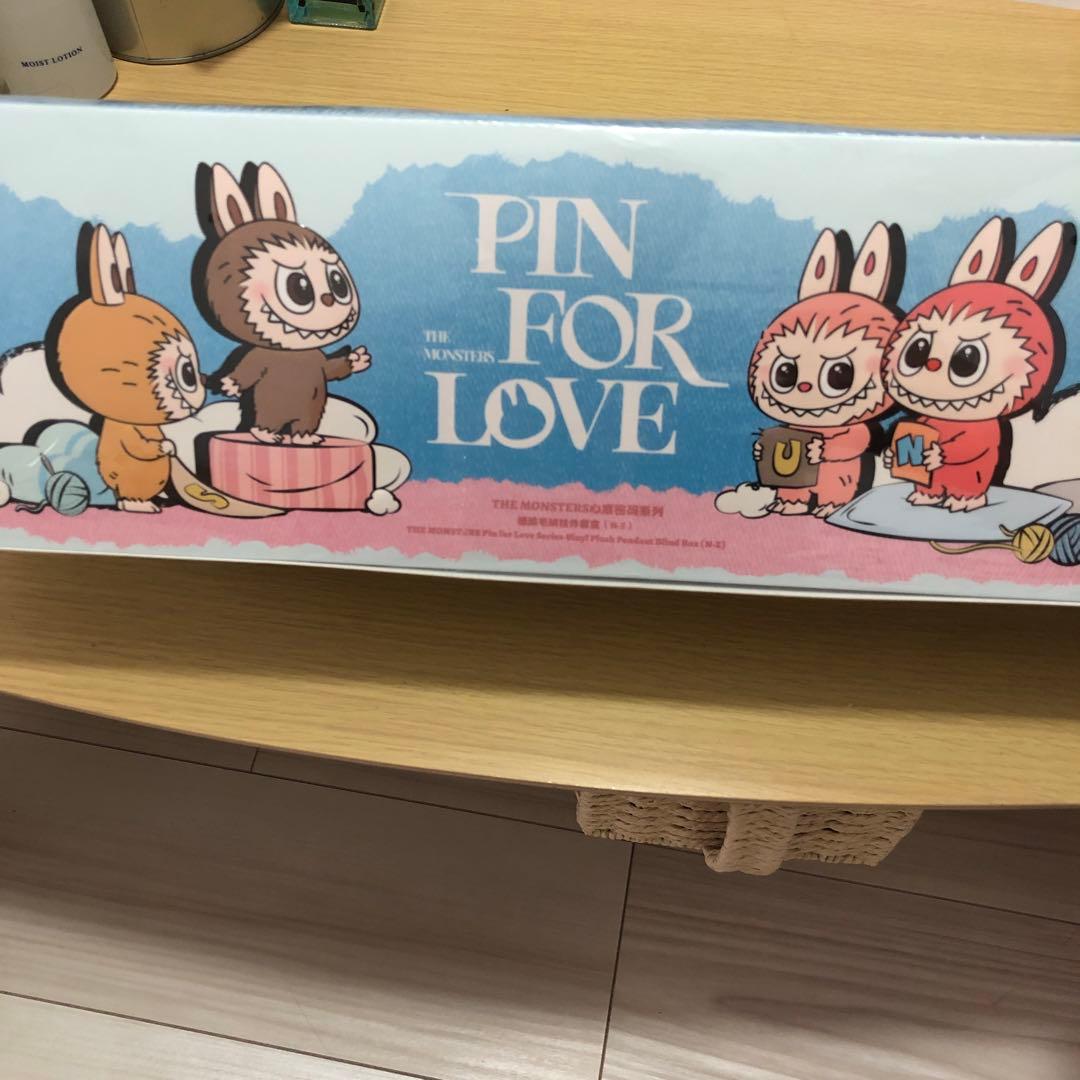 MOIST LOTION
PIN
FOR
LOVE
THE
MONSTERS
S
U
N
THE MONSTERS心底密码系列
搪胶毛绒挂件盲盒（N-Z）
THE MONSTERS Pin for Love Series-Vinyl Plush Pendant Blind Box (N-Z)